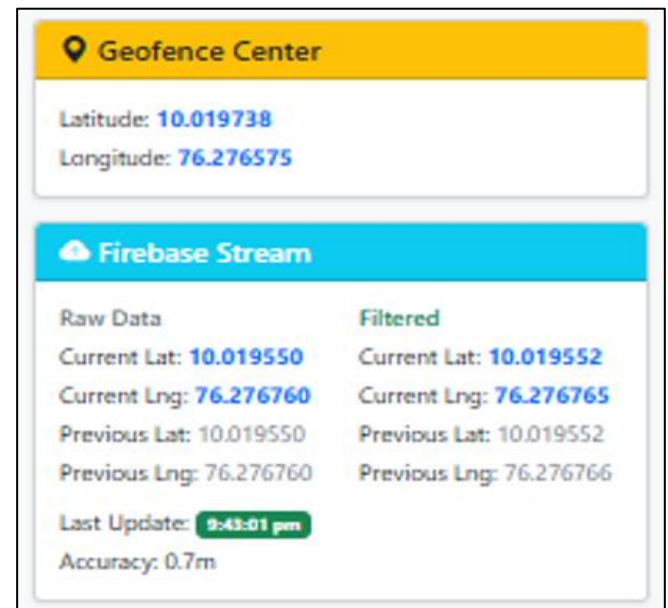 Geofence Center
Latitude: 10.019738
Longitude: 76.276575
Firebase Stream
Raw Data
Current Lat: 10.019550
Current Lng: 76.276760
Previous Lat: 10.019550
Previous Lng: 76.276760
Filtered
Current Lat: 10.019552
Current Lng: 76.276765
Previous Lat: 10.019552
Previous Lng: 76.276766
Last Update: 9:43:01 pm
Accuracy: 0.7m